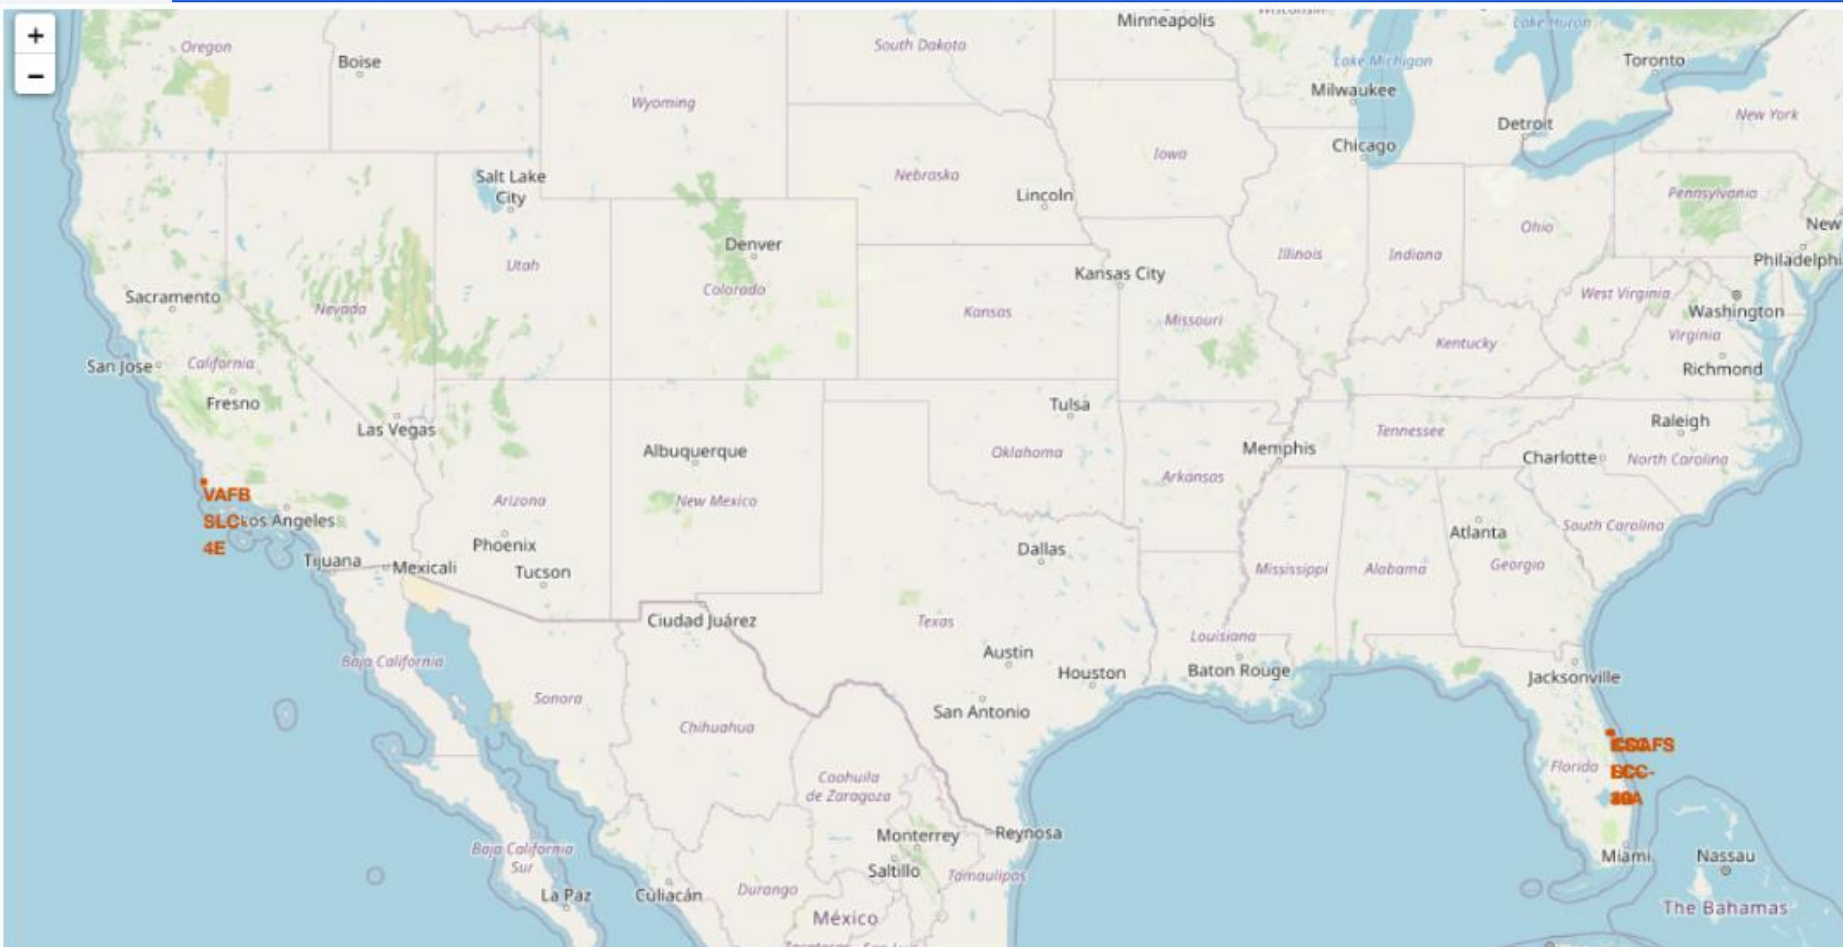 +
−
Oregon
Boise
Wyoming
South Dakota
Minneapolis
Wisconsin
Lake Michigan
Lake Huron
Milwaukee
Toronto
New York
Detroit
Chicago
Salt Lake
City
Nebraska
Iowa
Lincoln
Pennsylvania
New
Ohio
Denver
Utah
Colorado
Illinois
Indiana
Philadelphi
Kansas City
Sacramento
Nevada
Kansas
Missouri
West Virginia
Washington
Virginia
Kentucky
San Jose
California
Richmond
Fresno
Las Vegas
Tulsa
Raleigh
Tennessee
Albuquerque
Oklahoma
Memphis
Charlotte
North Carolina
Arkansas
VAFB
SLC-
4E
Los Angeles
Arizona
New Mexico
Atlanta
South Carolina
Phoenix
Dallas
Tijuana
Mexicali
Tucson
Mississippi
Alabama
Georgia
Ciudad Juárez
Texas
Louisiana
Austin
Baja California
Houston
Baton Rouge
Jacksonville
Sonora
San Antonio
Chihuahua
Florida
Coahuila
de Zaragoza
Monterrey
Reynosa
Baja California
Sur
Saltillo
Tamaulipas
Miami
Nassau
La Paz
Culiacán
Durango
México
The Bahamas